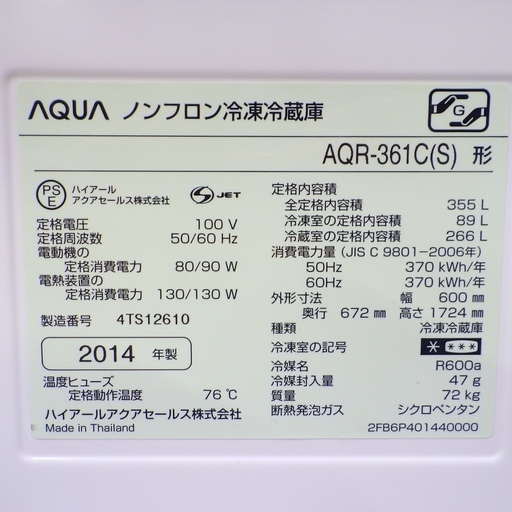 AQUA ノンフロン冷凍冷蔵庫
G
AQR-361C(S) 形
PS
E
ハイアール
アクアセールス株式会社
S JET
定格電圧 100 V
定格周波数 50/60 Hz
電動機の
定格消費電力 80/90 W
電熱装置の
定格消費電力 130/130 W
製造番号 4TS12610
2014 年製
温度ヒューズ
定格動作温度 76 ℃
ハイアールアクアセールス株式会社
Made in Thailand
定格内容積
全定格内容積 355 L
冷凍室の定格内容積 89 L
冷蔵室の定格内容積 266 L
消費電力量 (JIS C 9801−2006年)
50Hz 370 kWh/年
60Hz 370 kWh/年
外形寸法 幅 600 ㎜
奥行 672 ㎜ 高さ 1724 ㎜
種類 冷凍冷蔵庫
冷凍室の記号 * ***
冷媒名 R600a
冷媒封入量 47 g
質量 72 kg
断熱発泡ガス シクロペンタン
2FB6P401440000